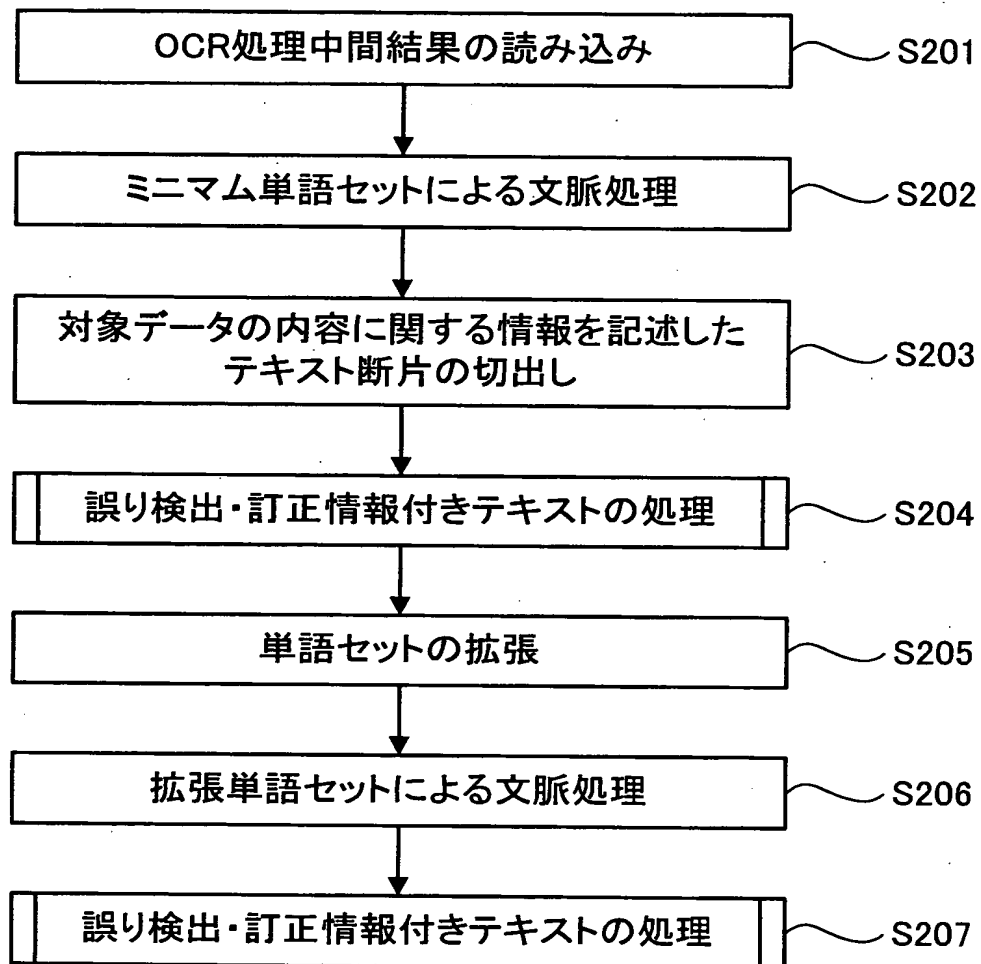 OCR処理中間結果の読み込み
S201
ミニマム単語セットによる文脈処理
S202
対象データの内容に関する情報を記述した
テキスト断片の切出し
S203
誤り検出・訂正情報付きテキストの処理
S204
単語セットの拡張
S205
拡張単語セットによる文脈処理
S206
誤り検出・訂正情報付きテキストの処理
S207